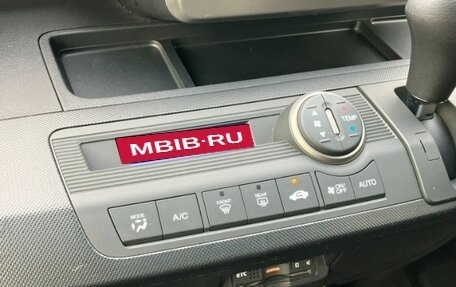 TEMP
MBIB·RU
MODE
A/C
FRONT
REAR
ON/OFF
AUTO
ETC